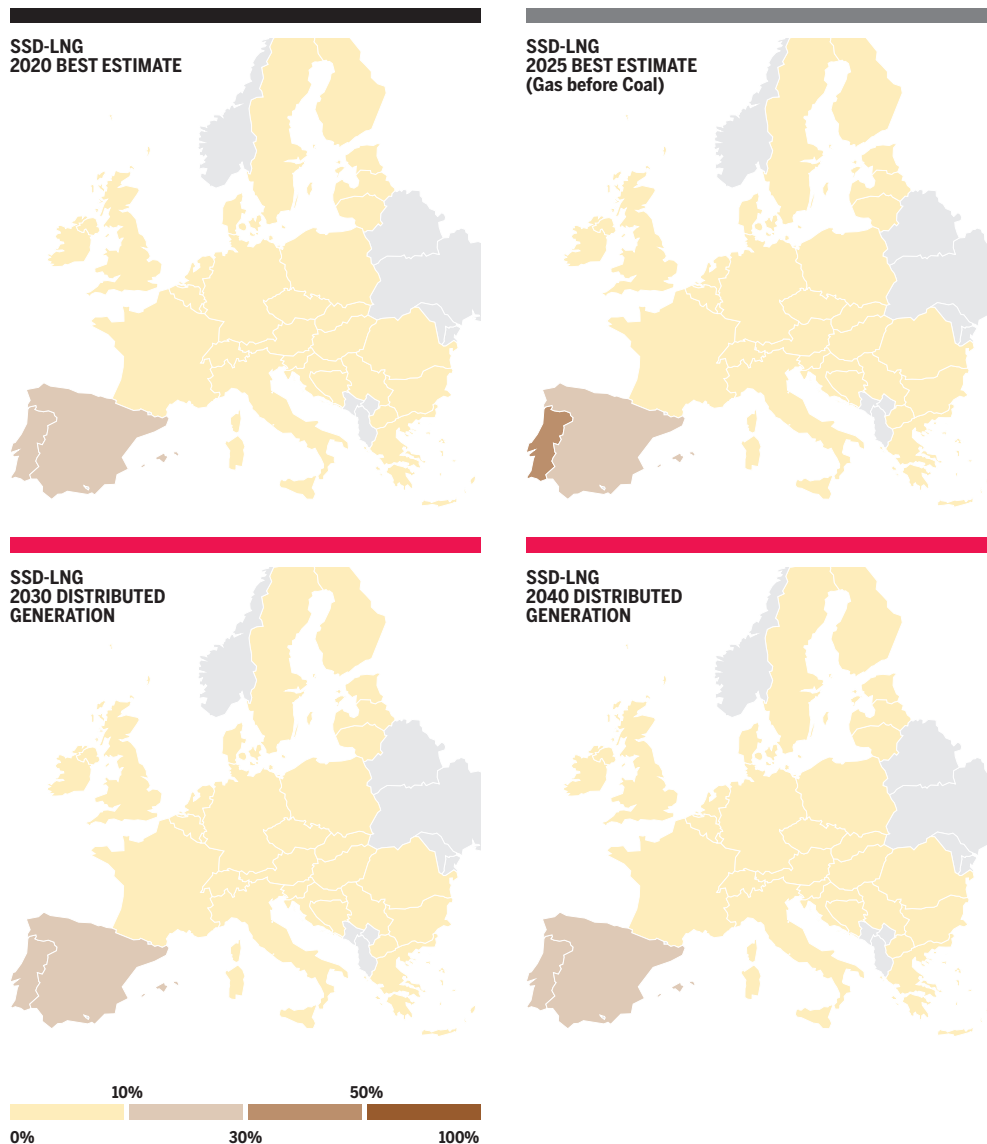 SSD-LNG
2020 BEST ESTIMATE
SSD-LNG
2025 BEST ESTIMATE
(Gas before Coal)
SSD-LNG
2030 DISTRIBUTED
GENERATION
SSD-LNG
2040 DISTRIBUTED
GENERATION
10% 50%
0% 30% 100%